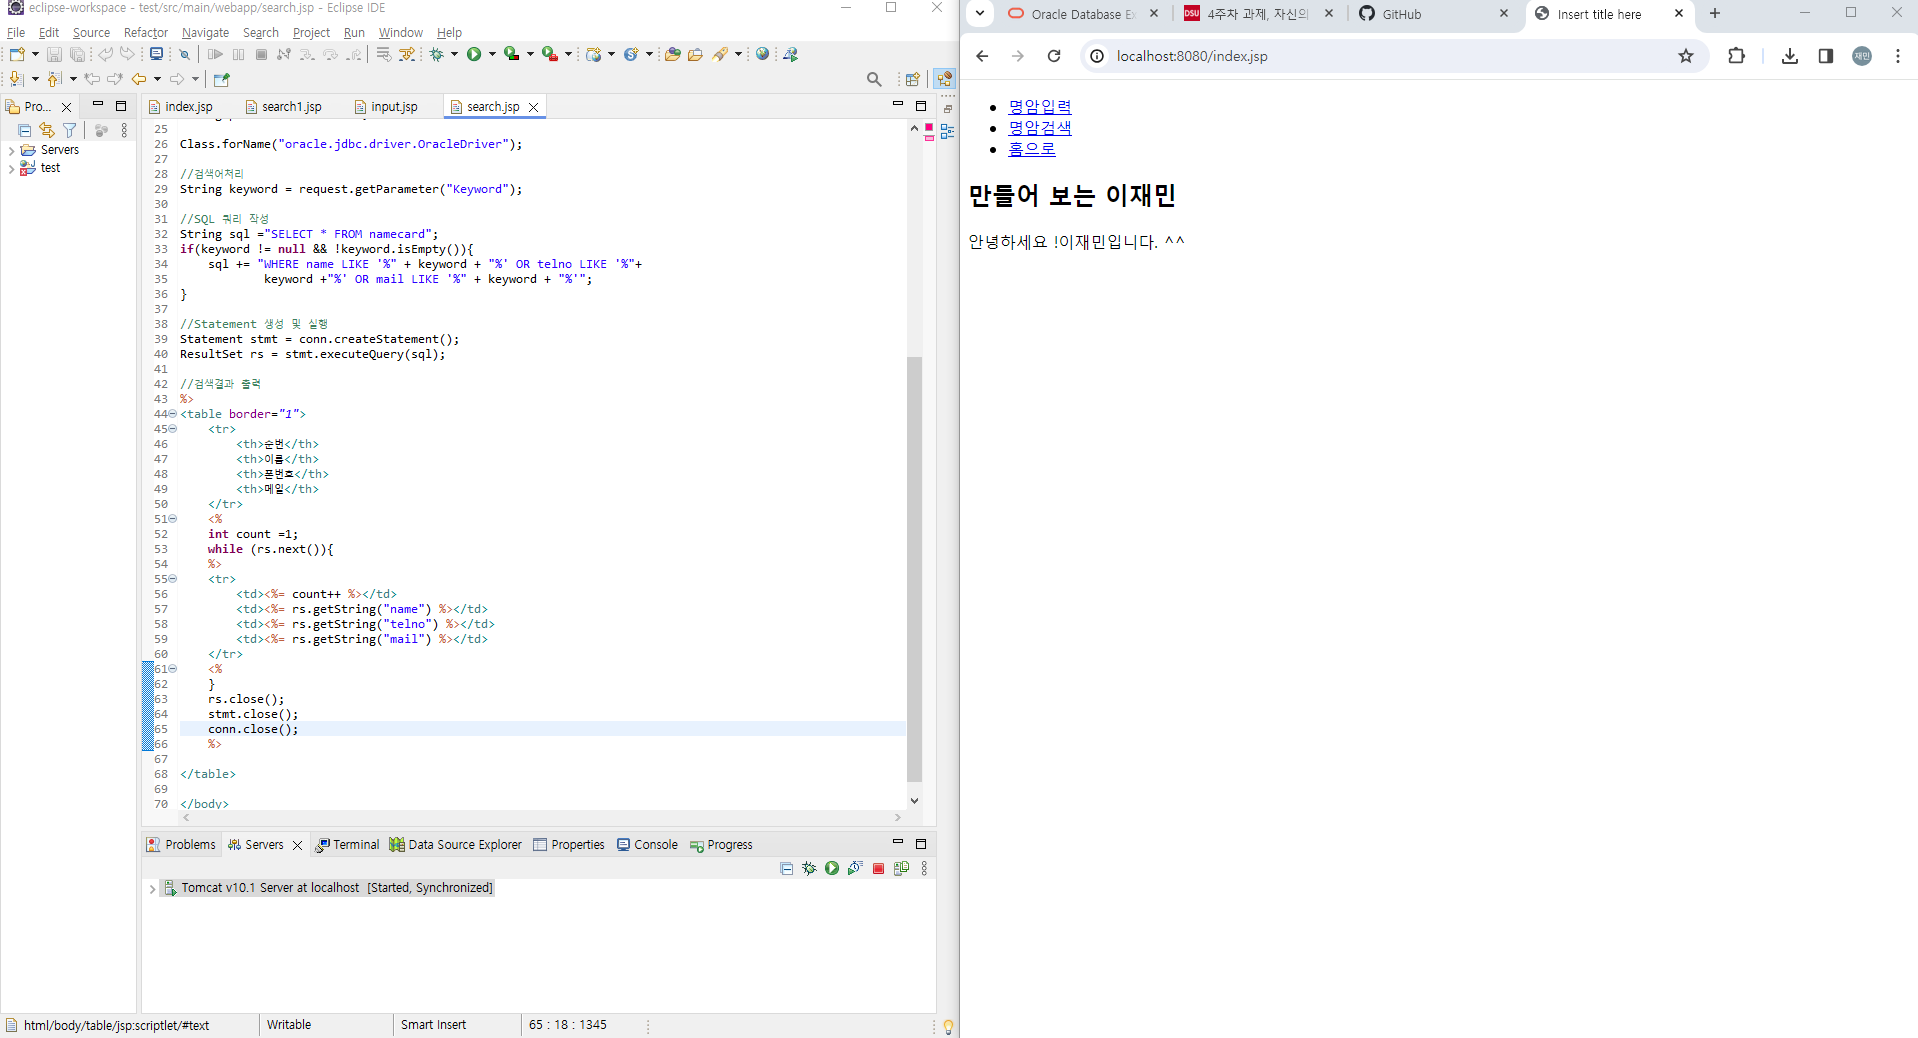 eclipse-workspace - test/src/main/webapp/search.jsp - Eclipse IDE
File Edit Source Refactor Navigate Search Project Run Window Help
Pro...
Servers
test
index.jsp search1.jsp input.jsp search.jsp
25
26 Class.forName("oracle.jdbc.driver.OracleDriver");
27
28 //검색어처리
29 String keyword = request.getParameter("Keyword");
30
31 //SQL 쿼리 작성
32 String sql ="SELECT * FROM namecard";
33 if(keyword != null && !keyword.isEmpty()){
34 sql += "WHERE name LIKE '%" + keyword + "%' OR telno LIKE '%"+
35 keyword +"%' OR mail LIKE '%" + keyword + "%'";
36 }
37
38 //Statement 생성 및 실행
39 Statement stmt = conn.createStatement();
40 ResultSet rs = stmt.executeQuery(sql);
41
42 //검색결과 출력
43 %>
44 <table border="1">
45 <tr>
46 <th>순번</th>
47 <th>이름</th>
48 <th>폰번호</th>
49 <th>메일</th>
50 </tr>
51 <%
52 int count =1;
53 while (rs.next()){
54 %>
55 <tr>
56 <td><%= count++ %></td>
57 <td><%= rs.getString("name") %></td>
58 <td><%= rs.getString("telno") %></td>
59 <td><%= rs.getString("mail") %></td>
60 </tr>
61 <%
62 }
63 rs.close();
64 stmt.close();
65 conn.close();
66 %>
67
68 </table>
69
70 </body>
Problems Servers Terminal Data Source Explorer Properties Console Progress
Tomcat v10.1 Server at localhost [Started, Synchronized]
html/body/table/jsp:scriptlet/#text Writable Smart Insert 65 : 18 : 1345
Oracle Database Ex DSU 4주차 과제, 자신의 GitHub Insert title here
localhost:8080/index.jsp 재민
명암입력
명암검색
홈으로
만들어 보는 이재민
안녕하세요 !이재민입니다. ^^